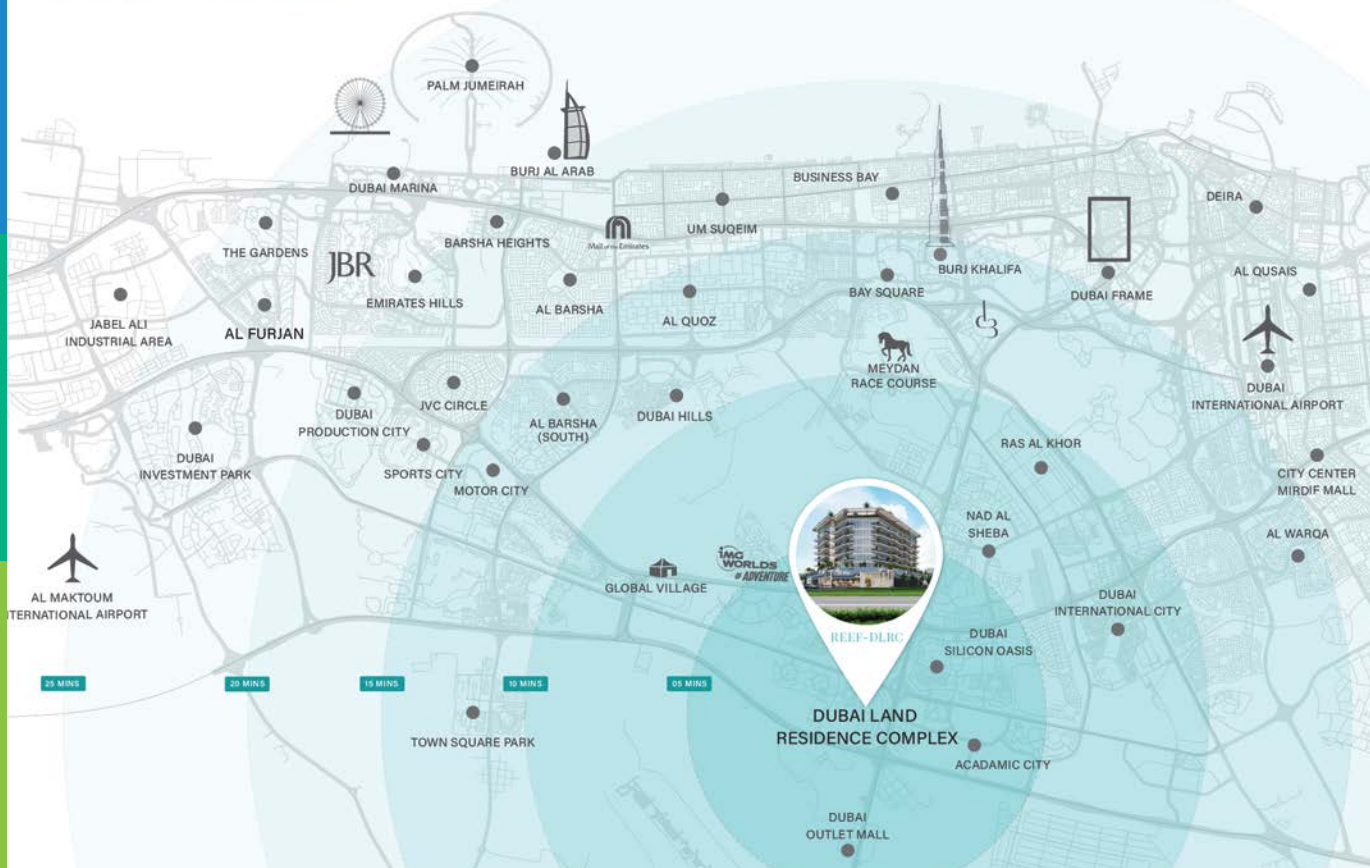 PALM JUMEIRAH
BURJ AL ARAB
DUBAI MARINA
BUSINESS BAY
DEIRA
UM SUQEIM
THE GARDENS
JBR
BARSHA HEIGHTS
Mall of the Emirates
EMIRATES HILLS
AL BARSHA
AL QUOZ
BAY SQUARE
BURJ KHALIFA
DUBAI FRAME
AL QUSAIS
JABEL ALI
INDUSTRIAL AREA
AL FURJAN
d3
MEYDAN
RACE COURSE
DUBAI
INTERNATIONAL AIRPORT
DUBAI
PRODUCTION CITY
JVC CIRCLE
AL BARSHA
(SOUTH)
DUBAI HILLS
DUBAI
INVESTMENT PARK
SPORTS CITY
MOTOR CITY
RAS AL KHOR
CITY CENTER
MIRDIF MALL
NAD AL
SHEBA
AL WARQA
AL MAKTOUM
NTERNATIONAL AIRPORT
GLOBAL VILLAGE
iMG
WORLDS
of ADVENTURE
DUBAI
INTERNATIONAL CITY
REEF-DLRC
DUBAI
SILICON OASIS
25 MINS
20 MINS
15 MINS
10 MINS
05 MINS
TOWN SQUARE PARK
DUBAI LAND
RESIDENCE COMPLEX
ACADAMIC CITY
DUBAI
OUTLET MALL